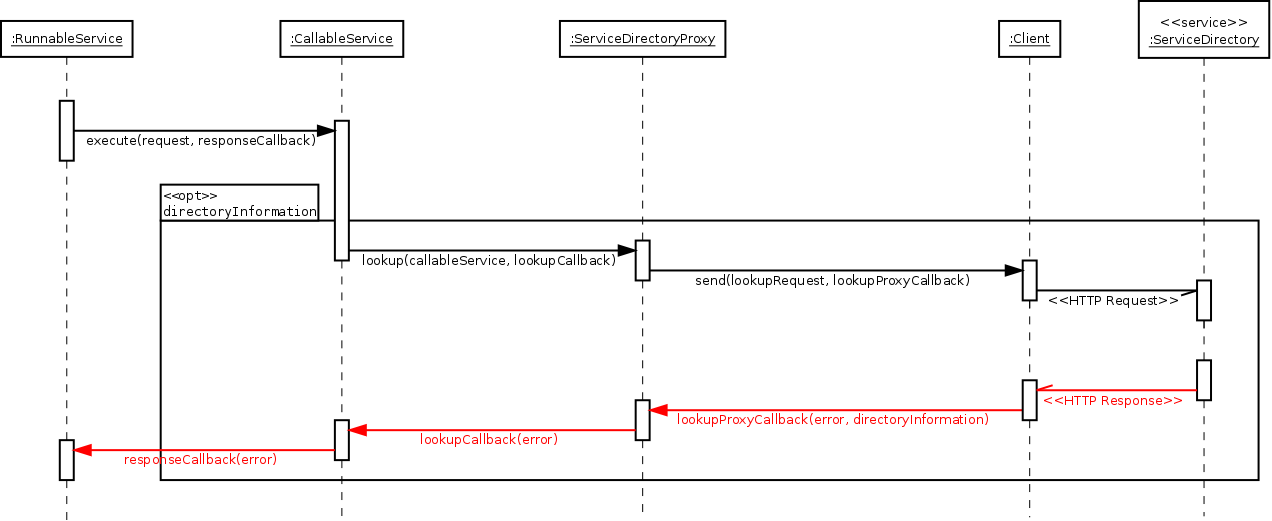 :RunnableService
:CallableService
:ServiceDirectoryProxy
:Client
<<service>>
:ServiceDirectory
execute(request, responseCallback)
<<opt>>
directoryInformation
lookup(callableService, lookupCallback)
send(lookupRequest, lookupProxyCallback)
<<HTTP Request>>
<<HTTP Response>>
lookupProxyCallback(error, directoryInformation)
lookupCallback(error)
responseCallback(error)